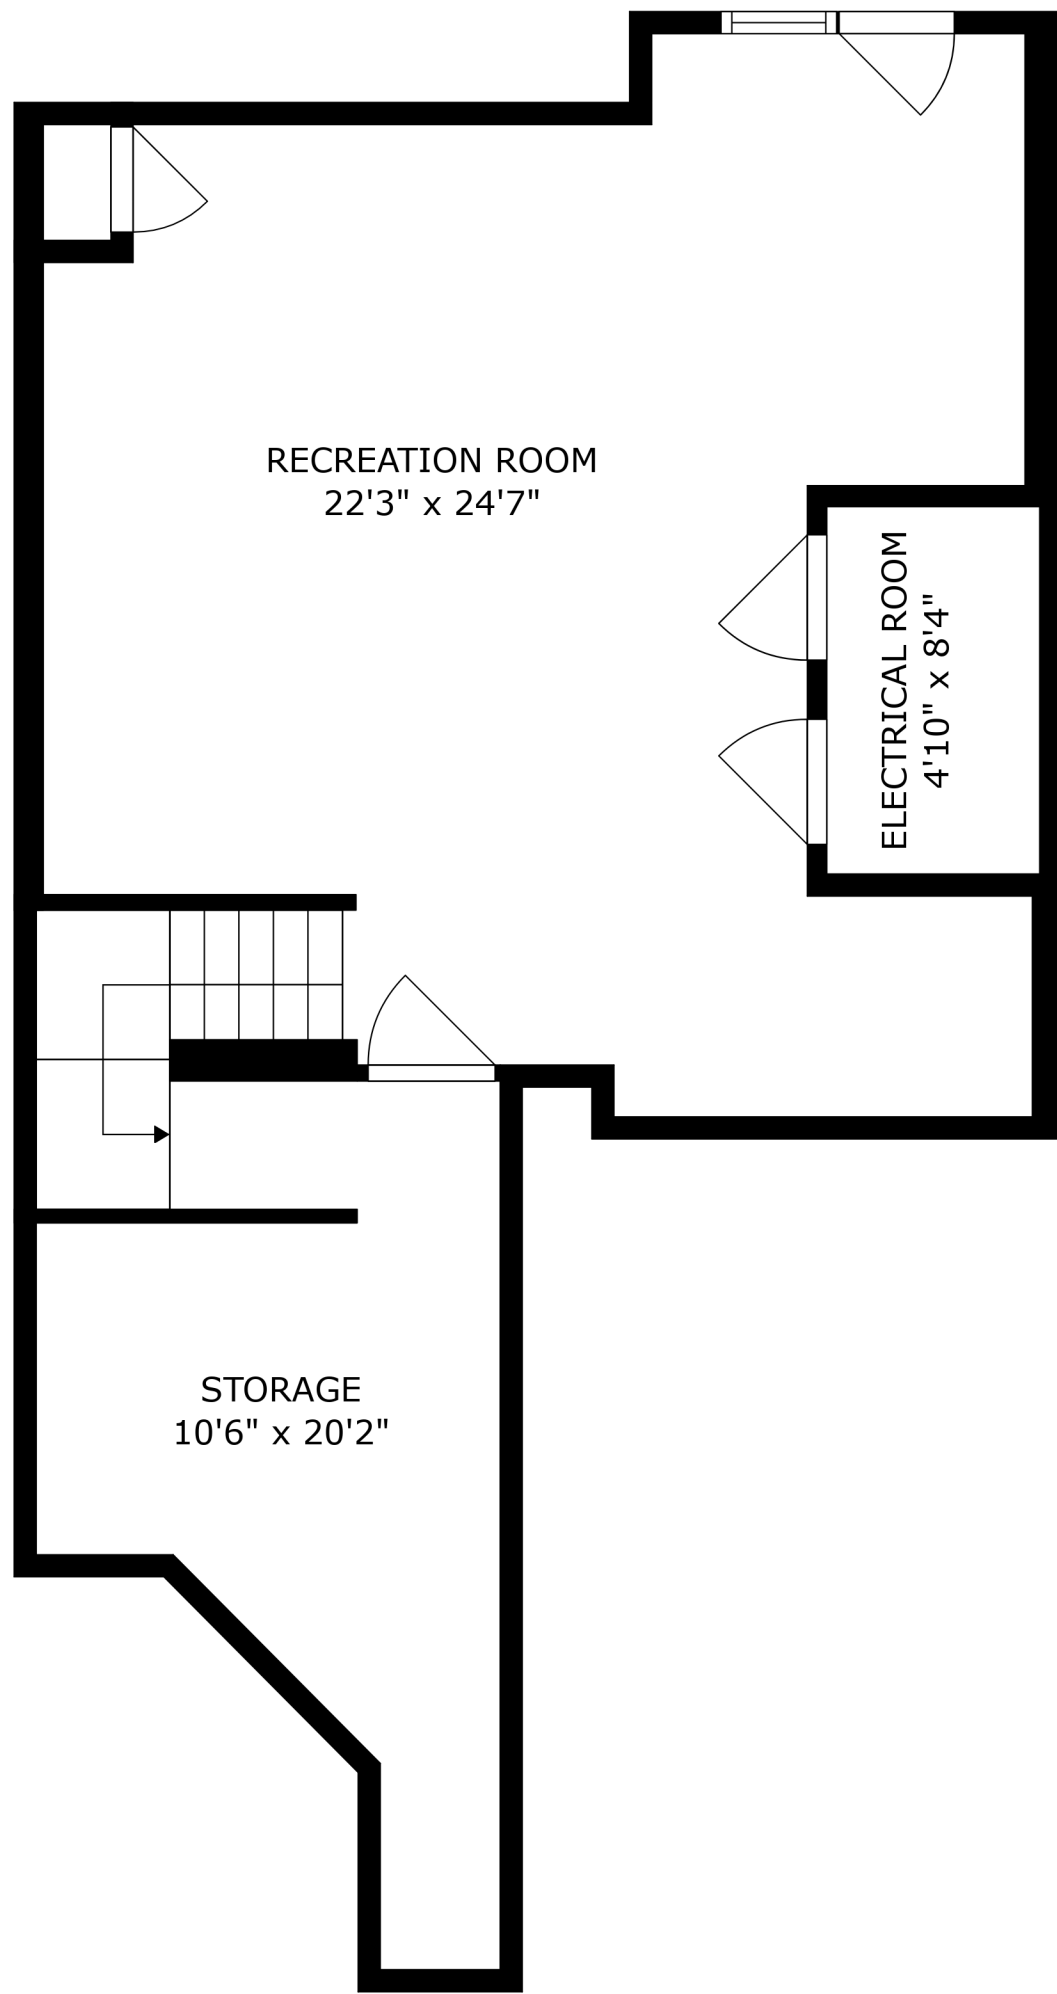 RECREATION ROOM
22'3" x 24'7"
ELECTRICAL ROOM
4'10" x 8'4"
STORAGE
10'6" x 20'2"